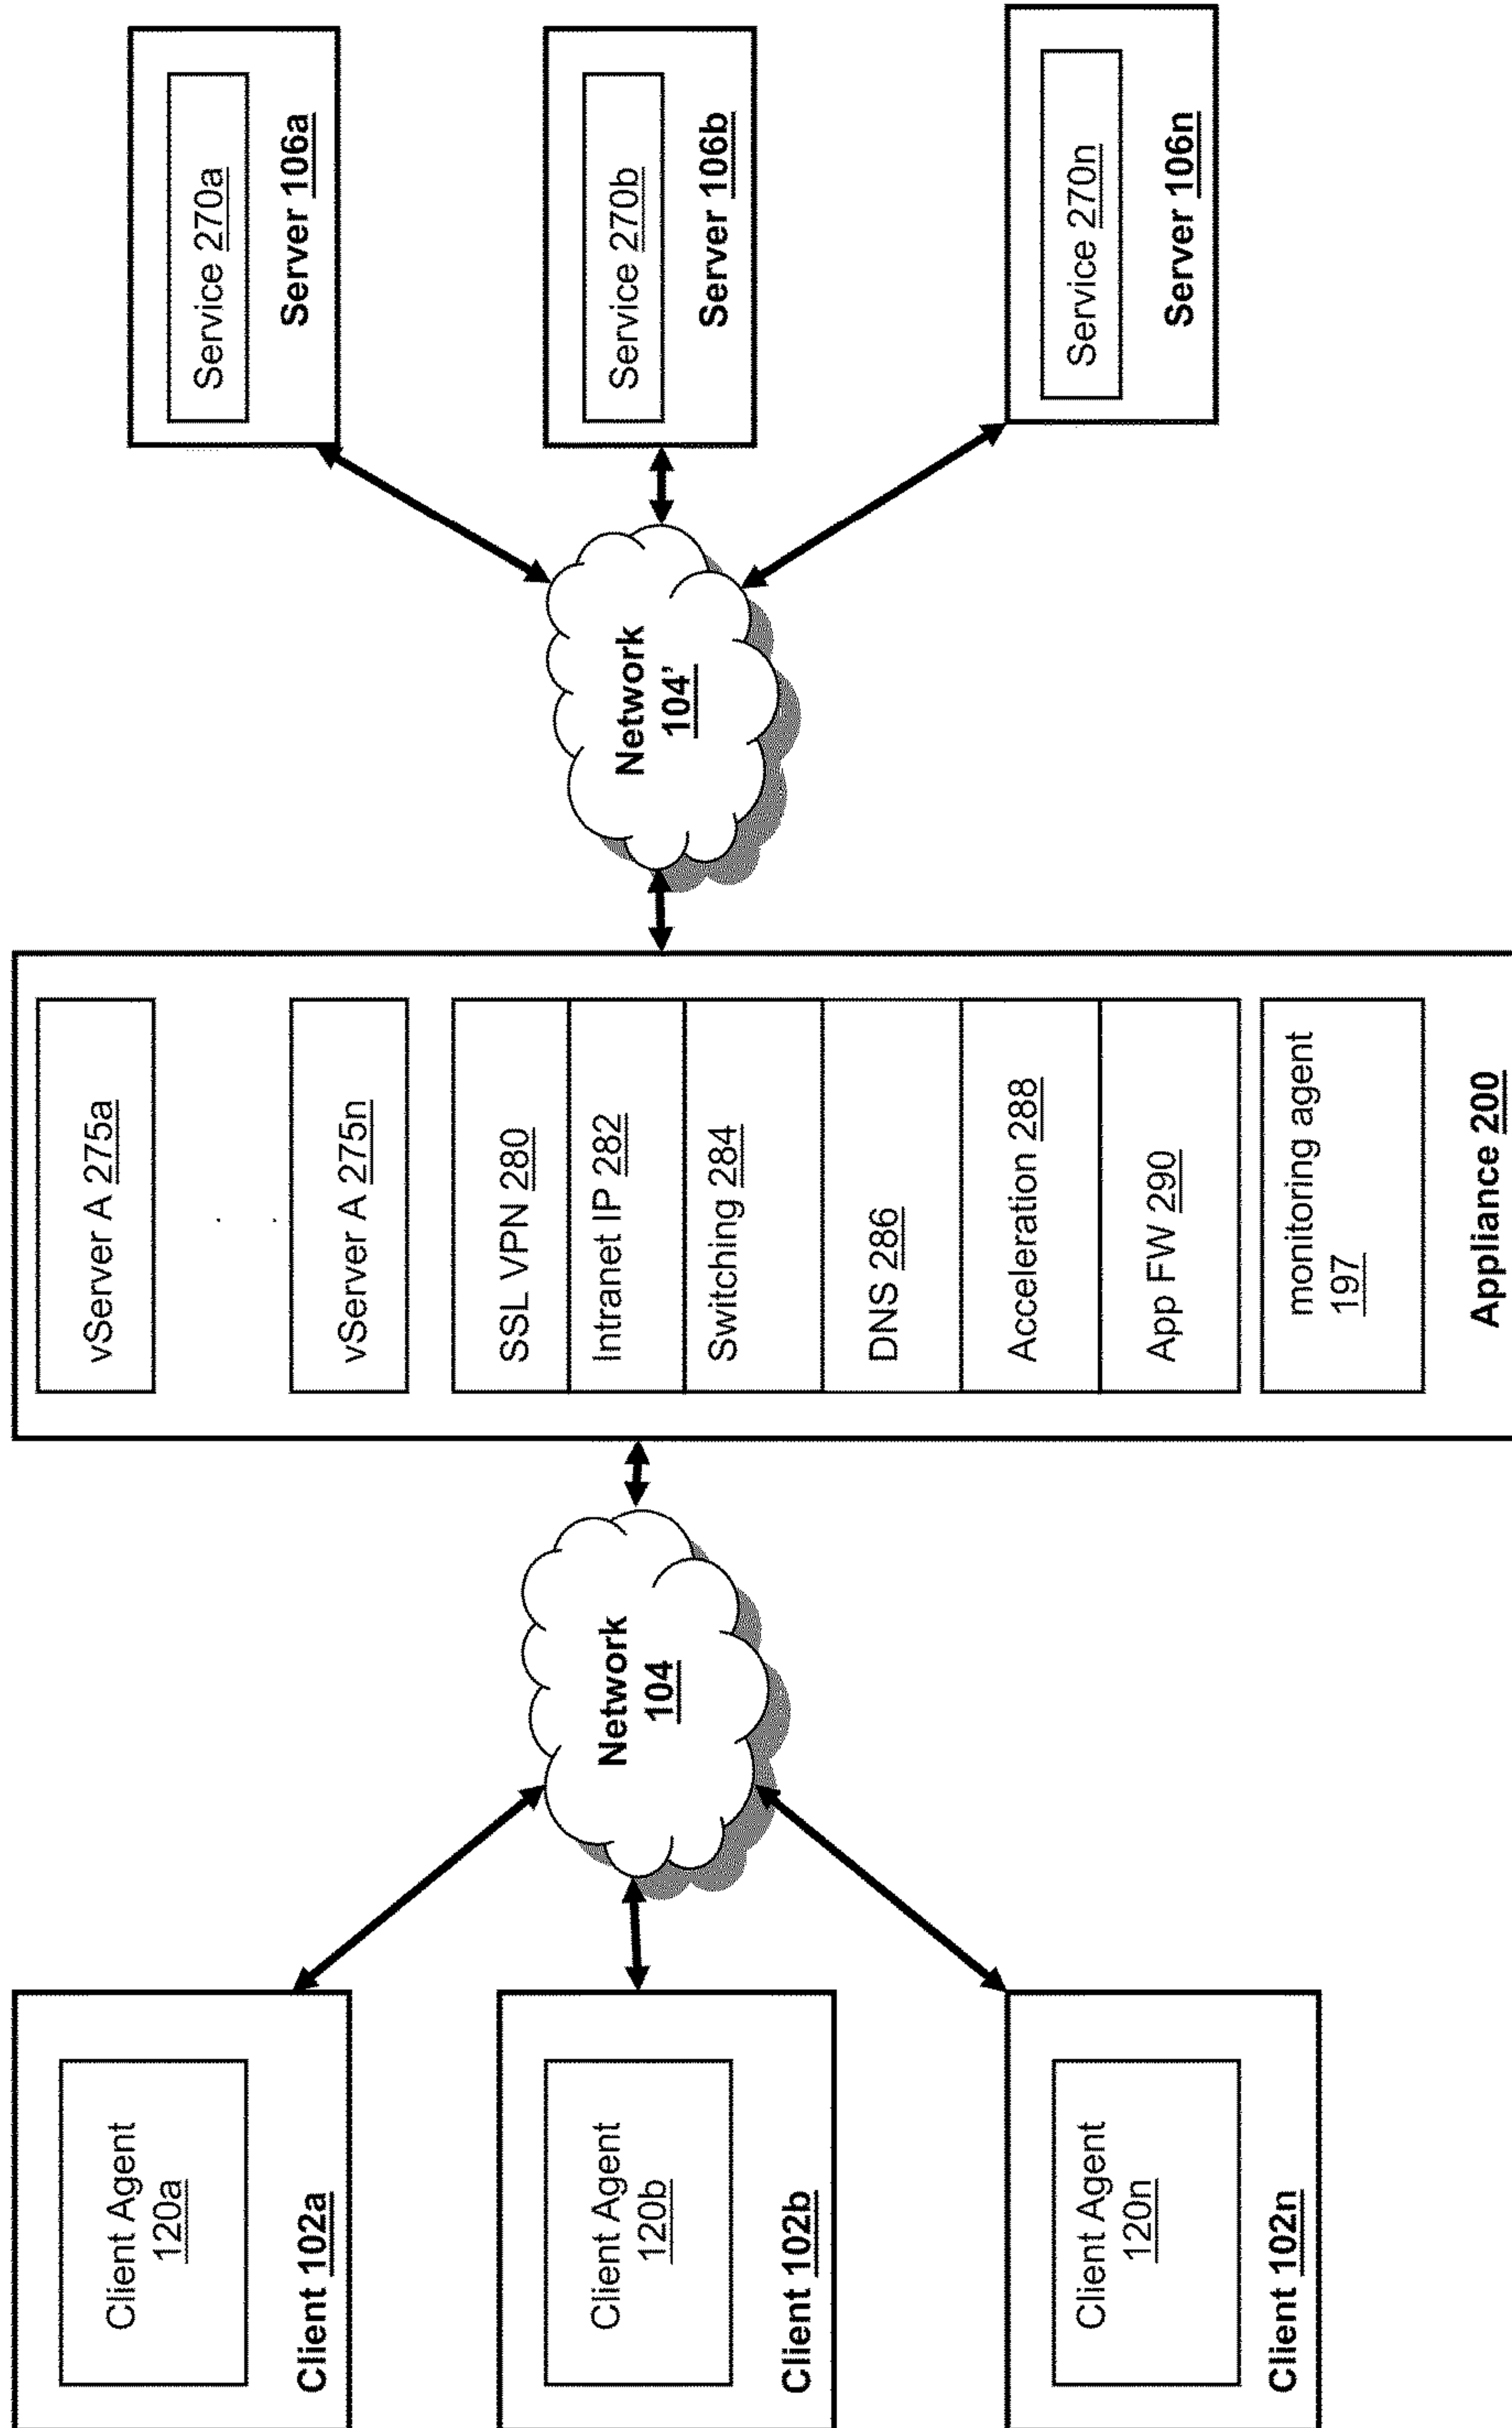 Client Agent
120a
Client 102a
Client Agent
120b
Client 102b
Client Agent
120n
Client 102n
Network
104
vServer A 275a
vServer A 275n
SSL VPN 280
Intranet IP 282
Switching 284
DNS 286
Acceleration 288
App FW 290
monitoring agent
197
Appliance 200
Network
104'
Service 270a
Server 106a
Service 270b
Server 106b
Service 270n
Server 106n